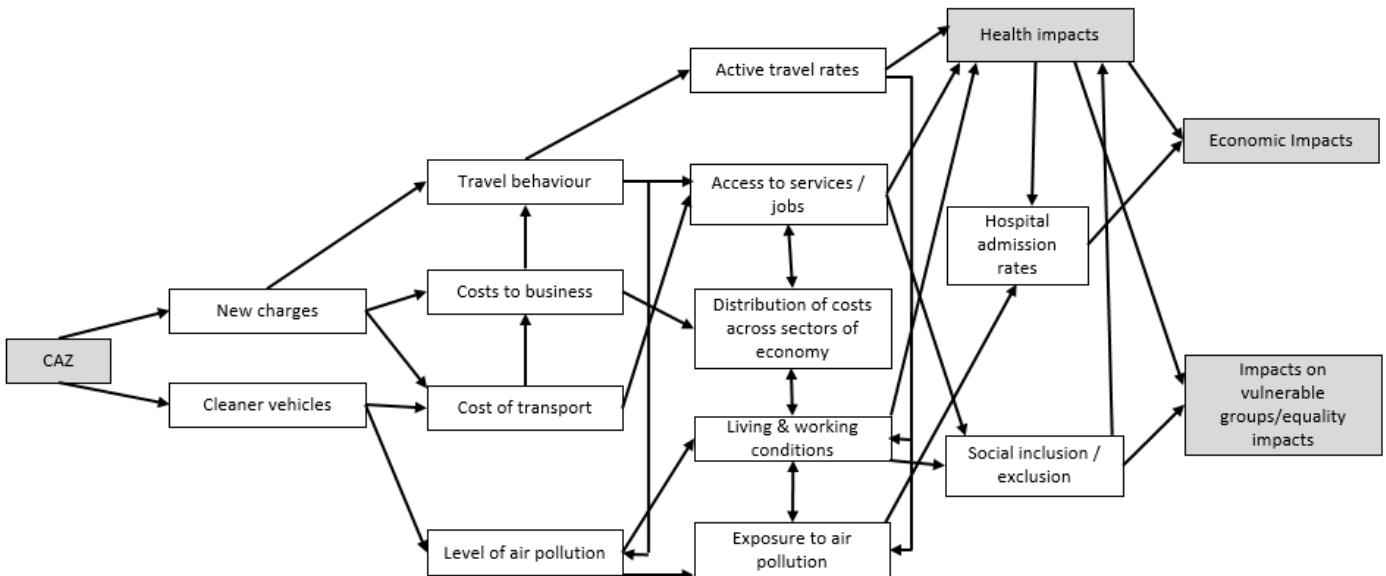 CAZ
New charges
Cleaner vehicles
Travel behaviour
Costs to business
Cost of transport
Level of air pollution
Active travel rates
Access to services /
jobs
Distribution of costs
across sectors of
economy
Living & working
conditions
Exposure to air
pollution
Health impacts
Hospital
admission
rates
Social inclusion /
exclusion
Economic Impacts
Impacts on
vulnerable
groups/equality
impacts